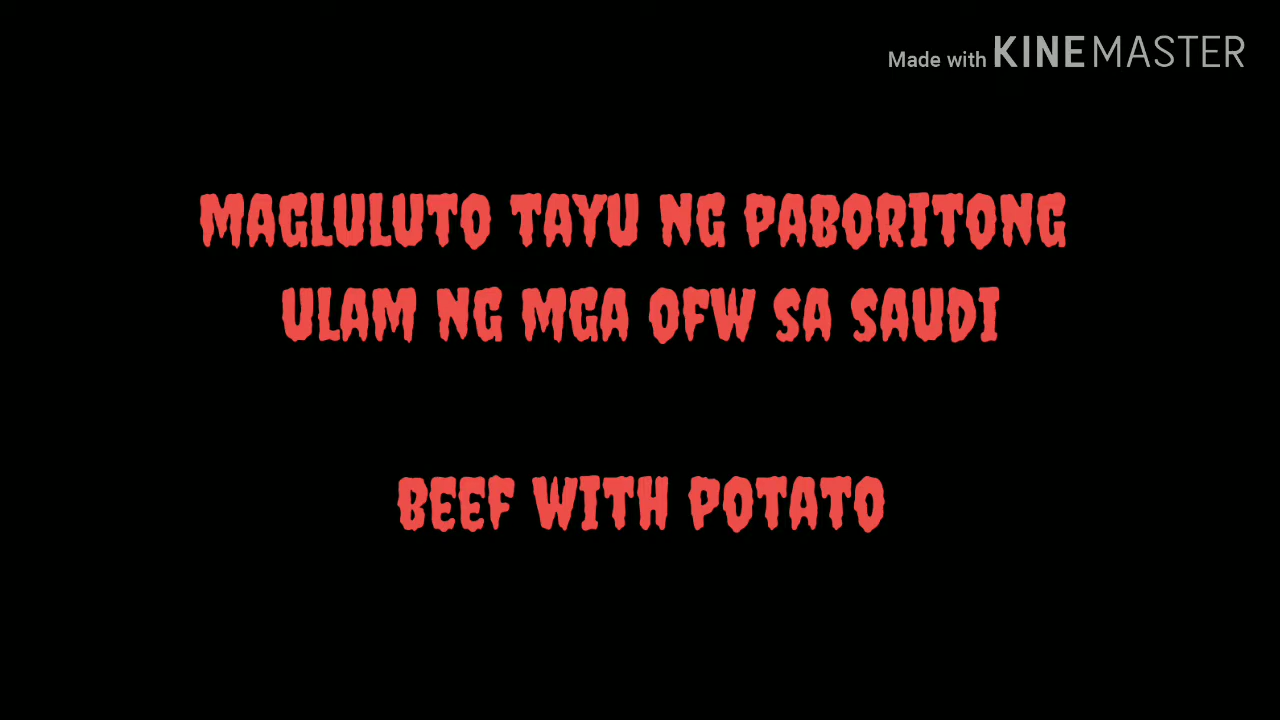 Made with KINEMASTER
MAGLULUTO TAYU NG PABORITONG
ULAM NG MGA OFW SA SAUDI
BEEF WITH POTATO